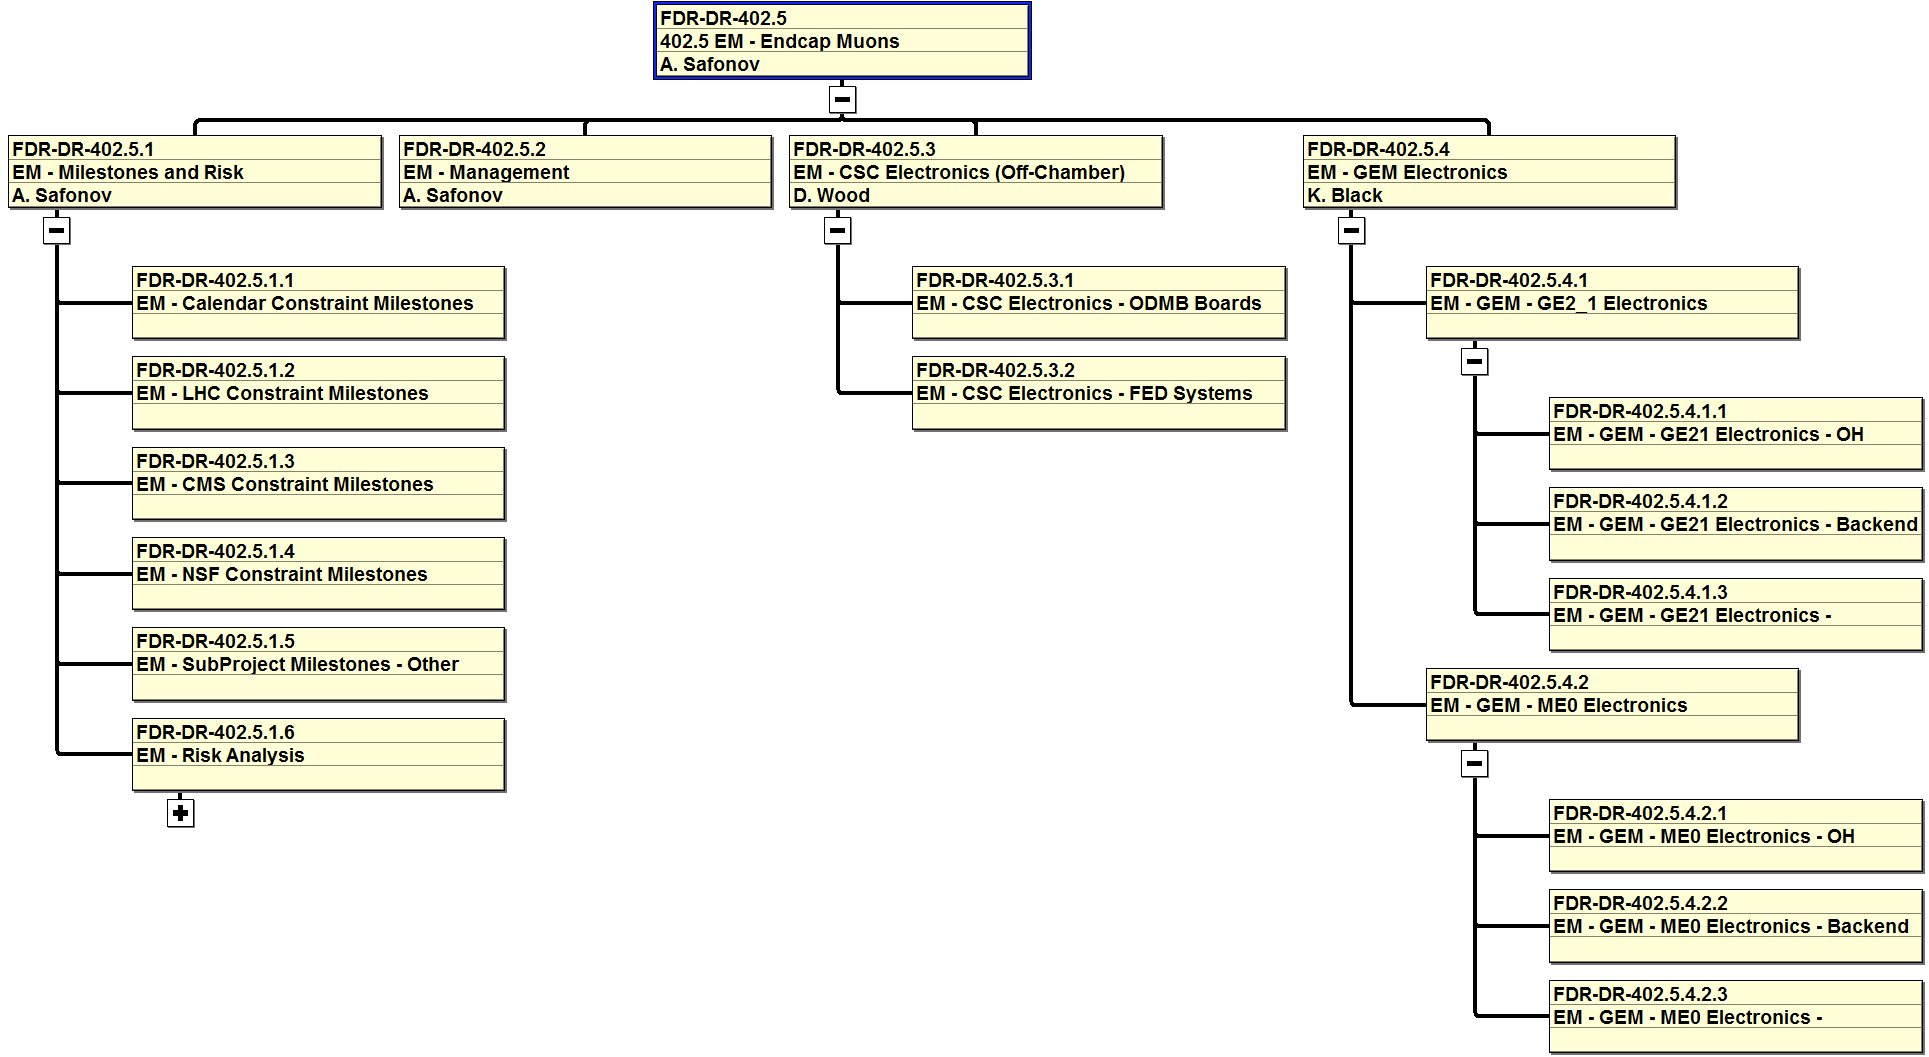 FDR-DR-402.5
402.5 EM - Endcap Muons
A. Safonov
FDR-DR-402.5.1
EM - Milestones and Risk
A. Safonov
FDR-DR-402.5.2
EM - Management
A. Safonov
FDR-DR-402.5.3
EM - CSC Electronics (Off-Chamber)
D. Wood
FDR-DR-402.5.4
EM - GEM Electronics
K. Black
FDR-DR-402.5.1.1
EM - Calendar Constraint Milestones
FDR-DR-402.5.1.2
EM - LHC Constraint Milestones
FDR-DR-402.5.1.3
EM - CMS Constraint Milestones
FDR-DR-402.5.1.4
EM - NSF Constraint Milestones
FDR-DR-402.5.1.5
EM - SubProject Milestones - Other
FDR-DR-402.5.1.6
EM - Risk Analysis
FDR-DR-402.5.3.1
EM - CSC Electronics - ODMB Boards
FDR-DR-402.5.3.2
EM - CSC Electronics - FED Systems
FDR-DR-402.5.4.1
EM - GEM - GE2_1 Electronics
FDR-DR-402.5.4.1.1
EM - GEM - GE21 Electronics - OH
FDR-DR-402.5.4.1.2
EM - GEM - GE21 Electronics - Backend
FDR-DR-402.5.4.1.3
EM - GEM - GE21 Electronics -
FDR-DR-402.5.4.2
EM - GEM - ME0 Electronics
FDR-DR-402.5.4.2.1
EM - GEM - ME0 Electronics - OH
FDR-DR-402.5.4.2.2
EM - GEM - ME0 Electronics - Backend
FDR-DR-402.5.4.2.3
EM - GEM - ME0 Electronics -